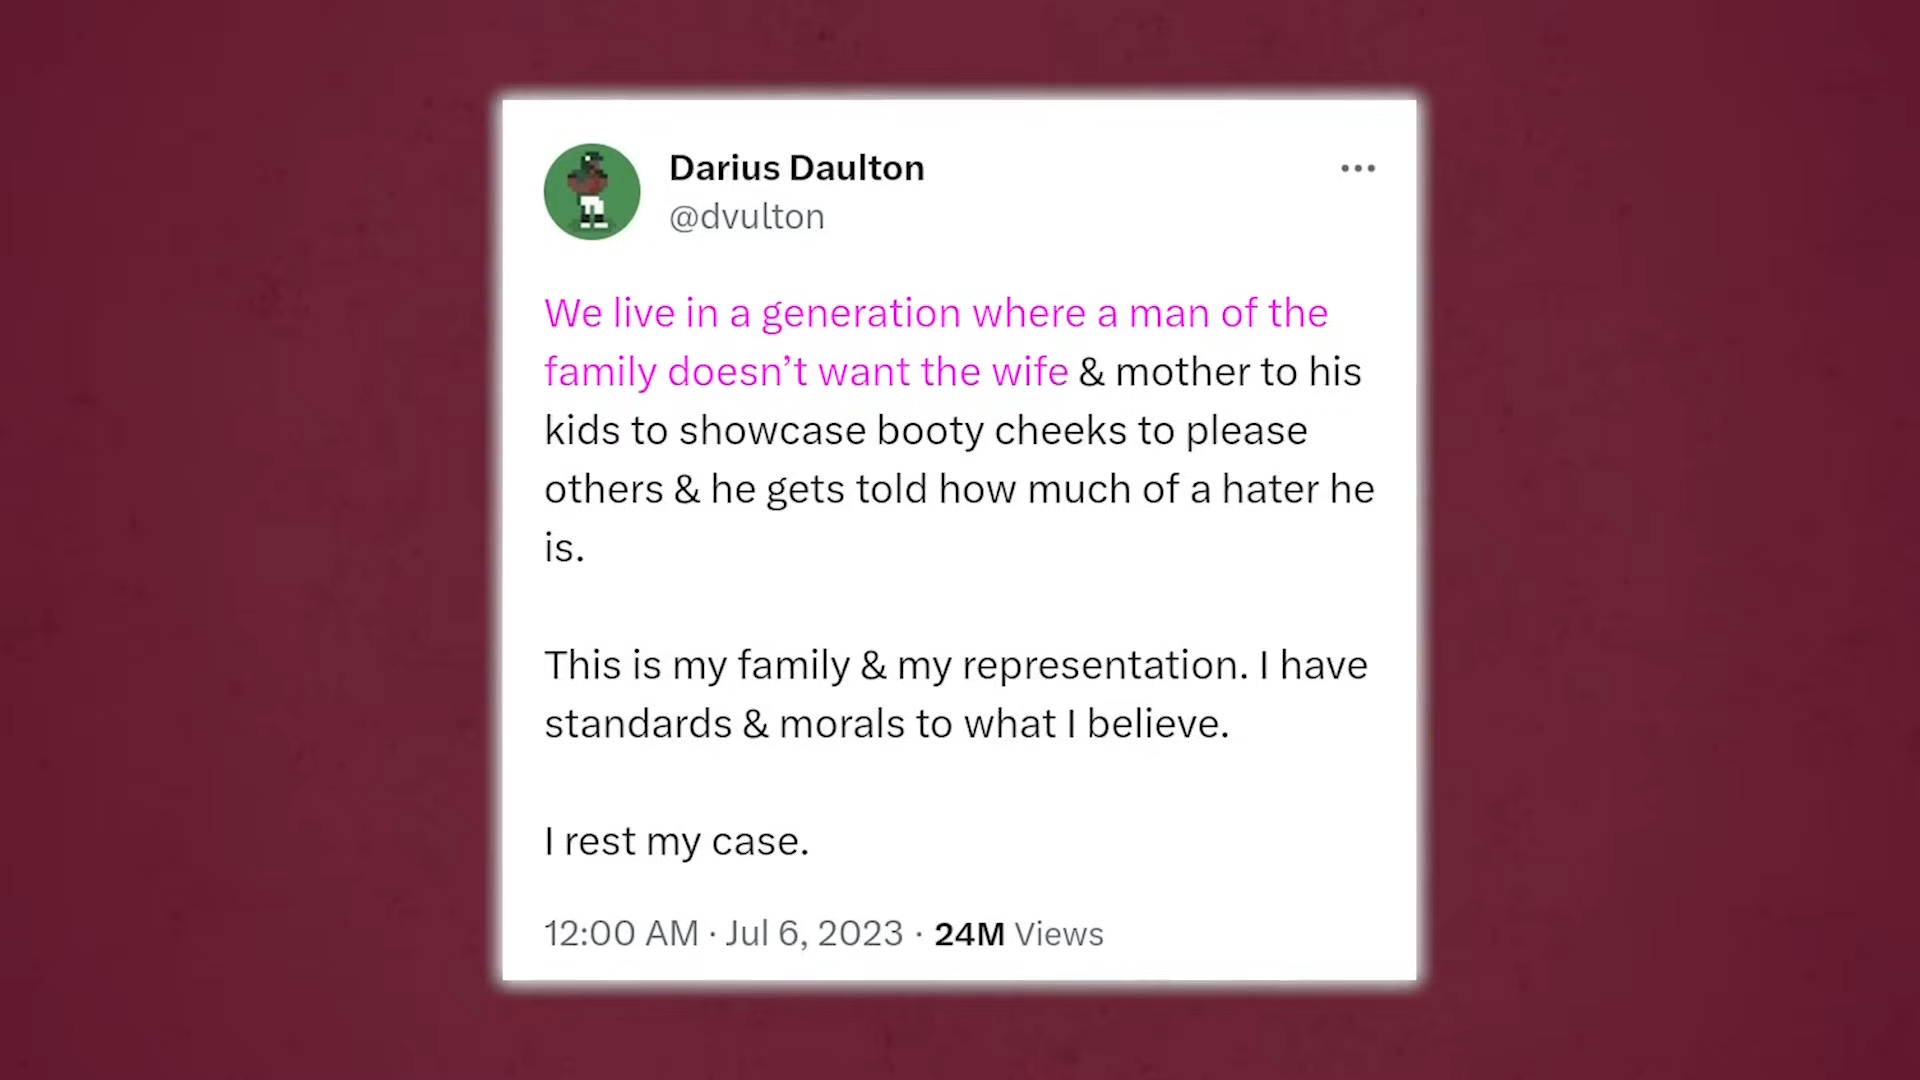 Darius Daulton
@dvulton
We live in a generation where a man of the
family doesn’t want the wife & mother to his
kids to showcase booty cheeks to please
others & he gets told how much of a hater he
is.
This is my family & my representation. I have
standards & morals to what I believe.
I rest my case.
12:00 AM · Jul 6, 2023 · 24M Views